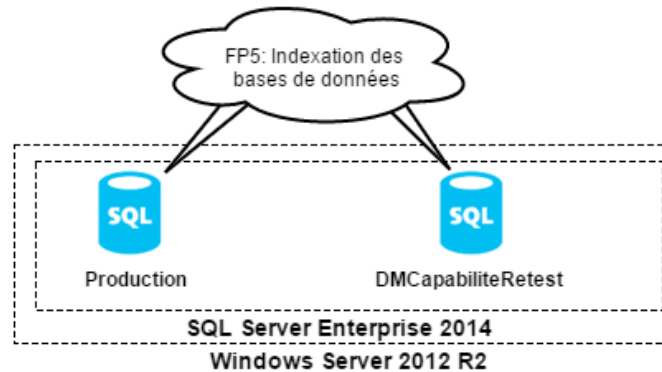 FP5: Indexation des
bases de données
SQL
SQL
Production
DMCapabiliteRetest
SQL Server Enterprise 2014
Windows Server 2012 R2